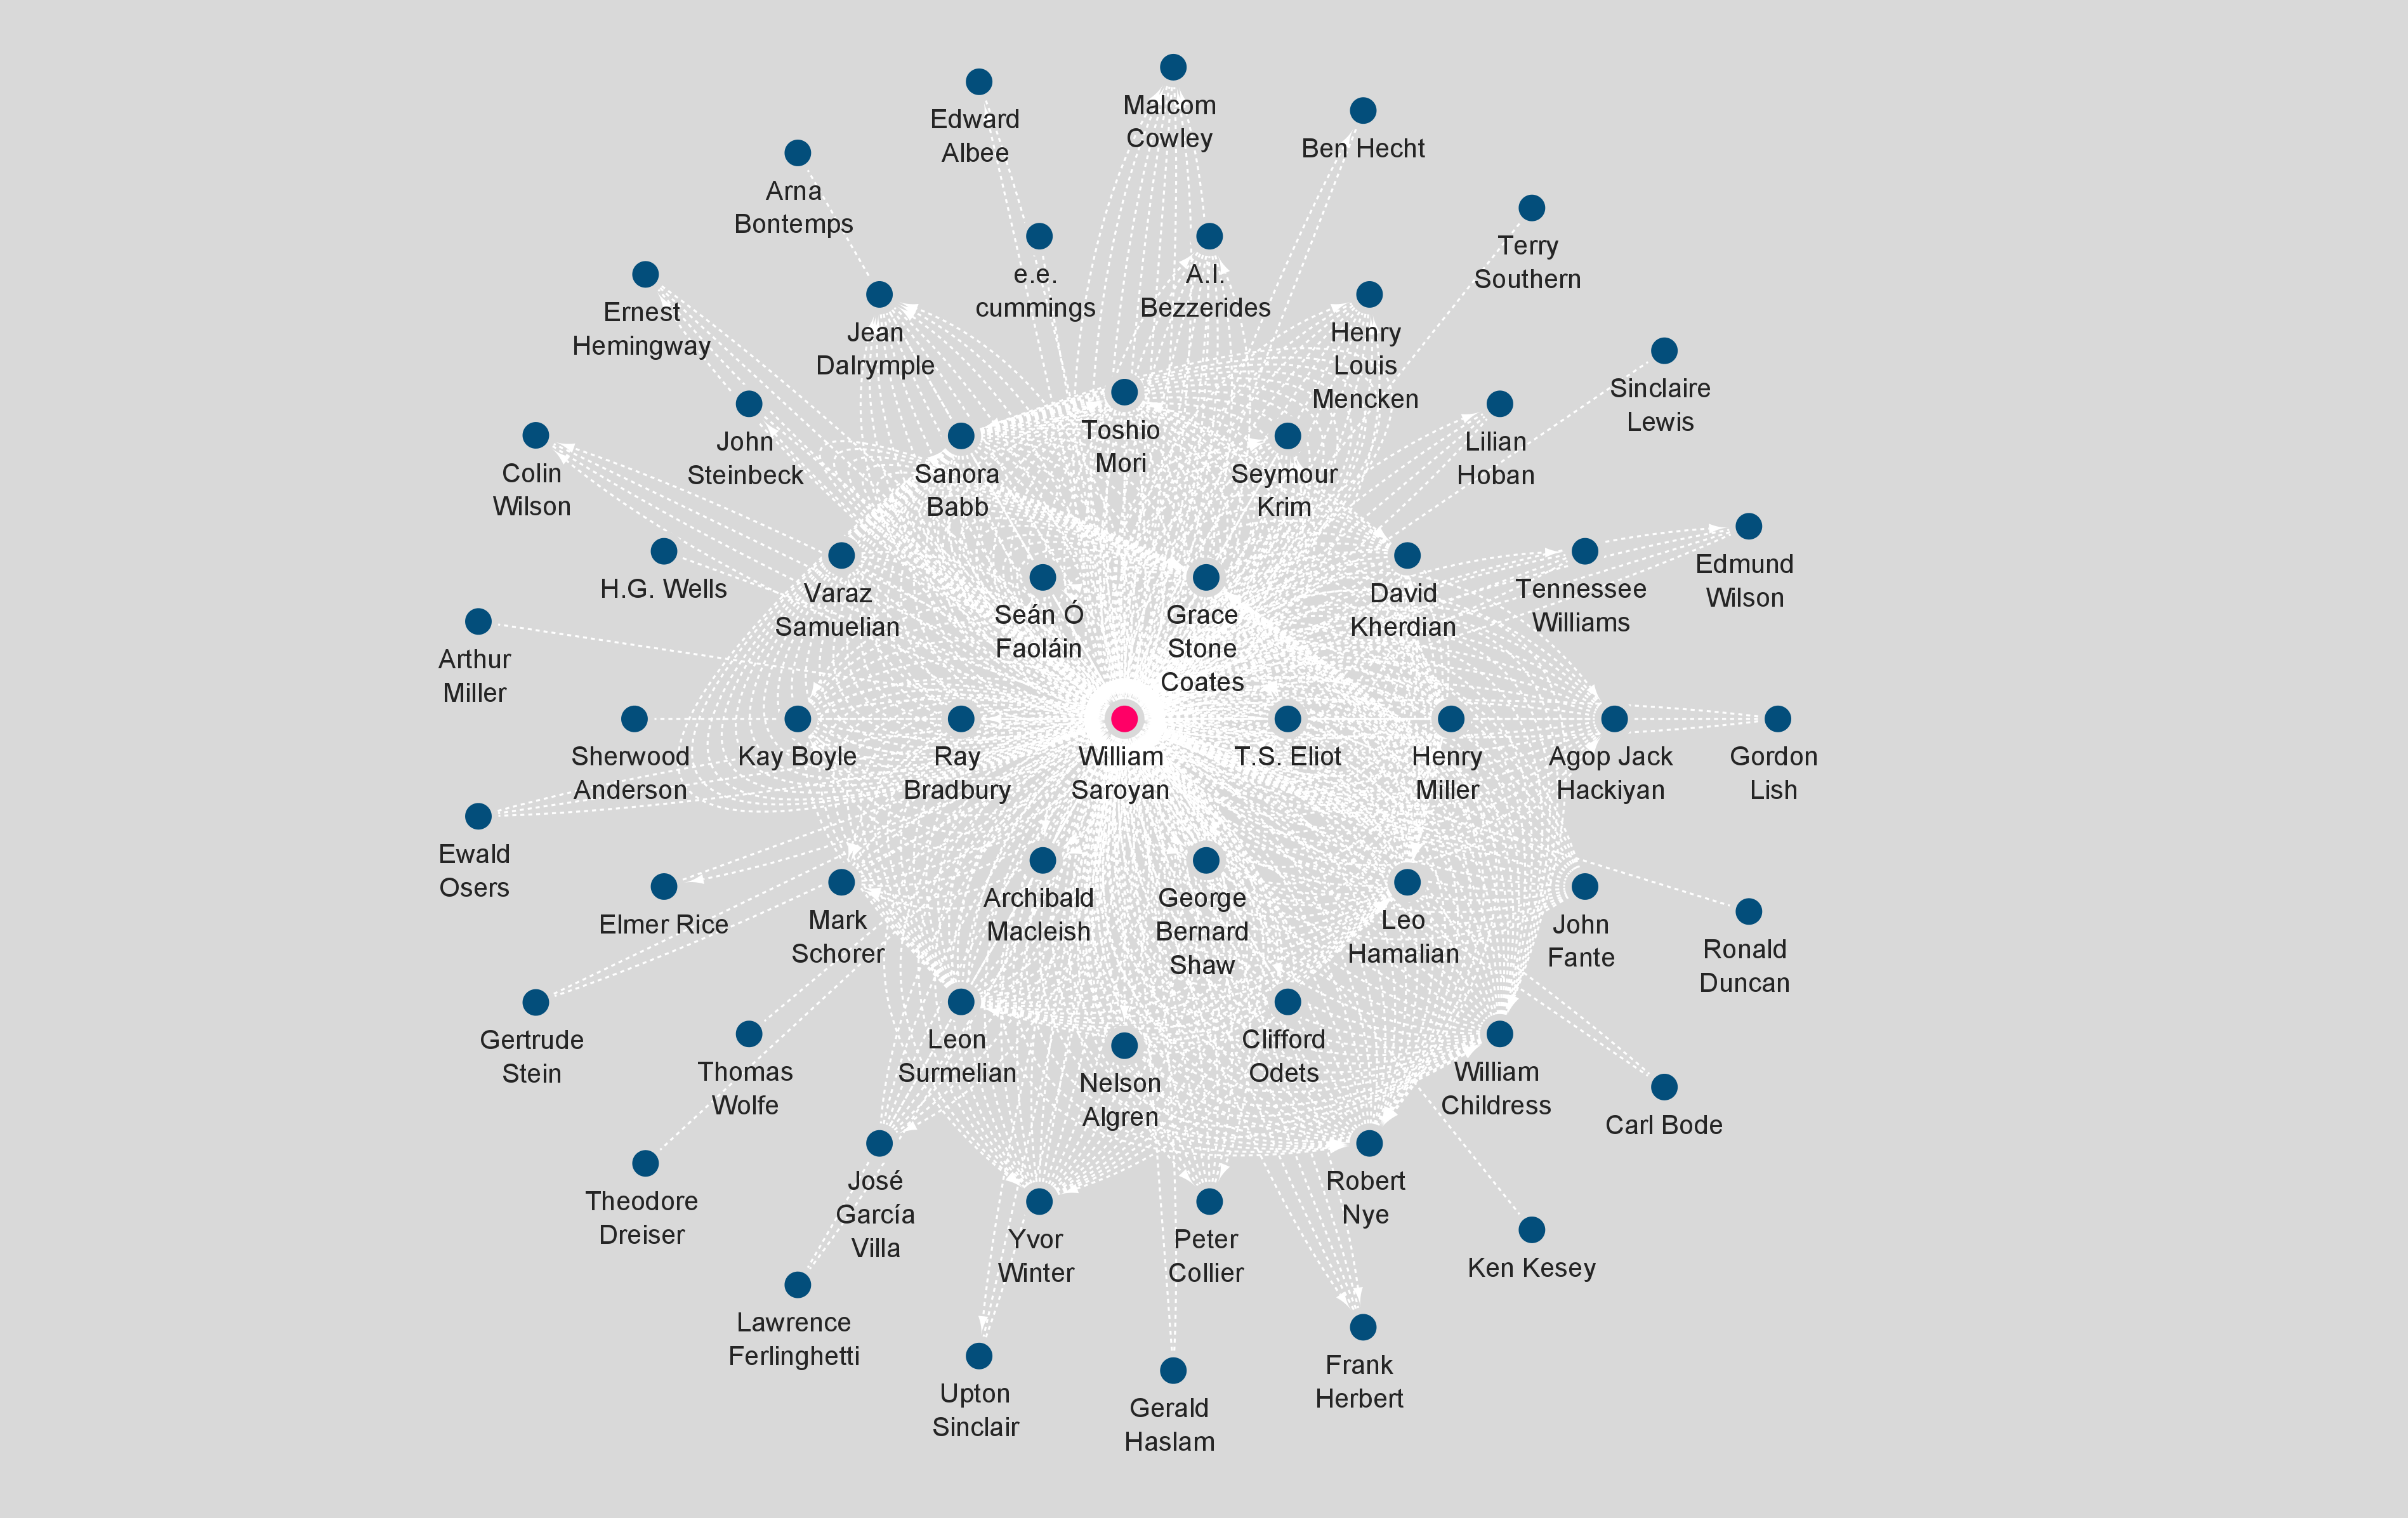 Malcom
Cowley
Edward
Albee
Ben Hecht
Arna
Bontemps
Terry
Southern
e.e.
cummings
A.I.
Bezzerides
Ernest
Hemingway
Jean
Dalrymple
Henry
Louis
Mencken
Sinclaire
Lewis
Toshio
Mori
John
Steinbeck
Lilian
Hoban
Colin
Wilson
Sanora
Babb
Seymour
Krim
Edmund
Wilson
H.G. Wells
Varaz
Samuelian
David
Kherdian
Tennessee
Williams
Seán Ó
Faoláin
Grace
Stone
Coates
Arthur
Miller
Sherwood
Anderson
Kay Boyle
Ray
Bradbury
William
Saroyan
T.S. Eliot
Henry
Miller
Agop Jack
Hackiyan
Gordon
Lish
Ewald
Osers
Archibald
Macleish
George
Bernard
Shaw
Elmer Rice
Mark
Schorer
Leo
Hamalian
John
Fante
Ronald
Duncan
Gertrude
Stein
Leon
Surmelian
Clifford
Odets
Thomas
Wolfe
Nelson
Algren
William
Childress
Carl Bode
Theodore
Dreiser
José
García
Villa
Robert
Nye
Yvor
Winter
Peter
Collier
Ken Kesey
Lawrence
Ferlinghetti
Frank
Herbert
Upton
Sinclair
Gerald
Haslam